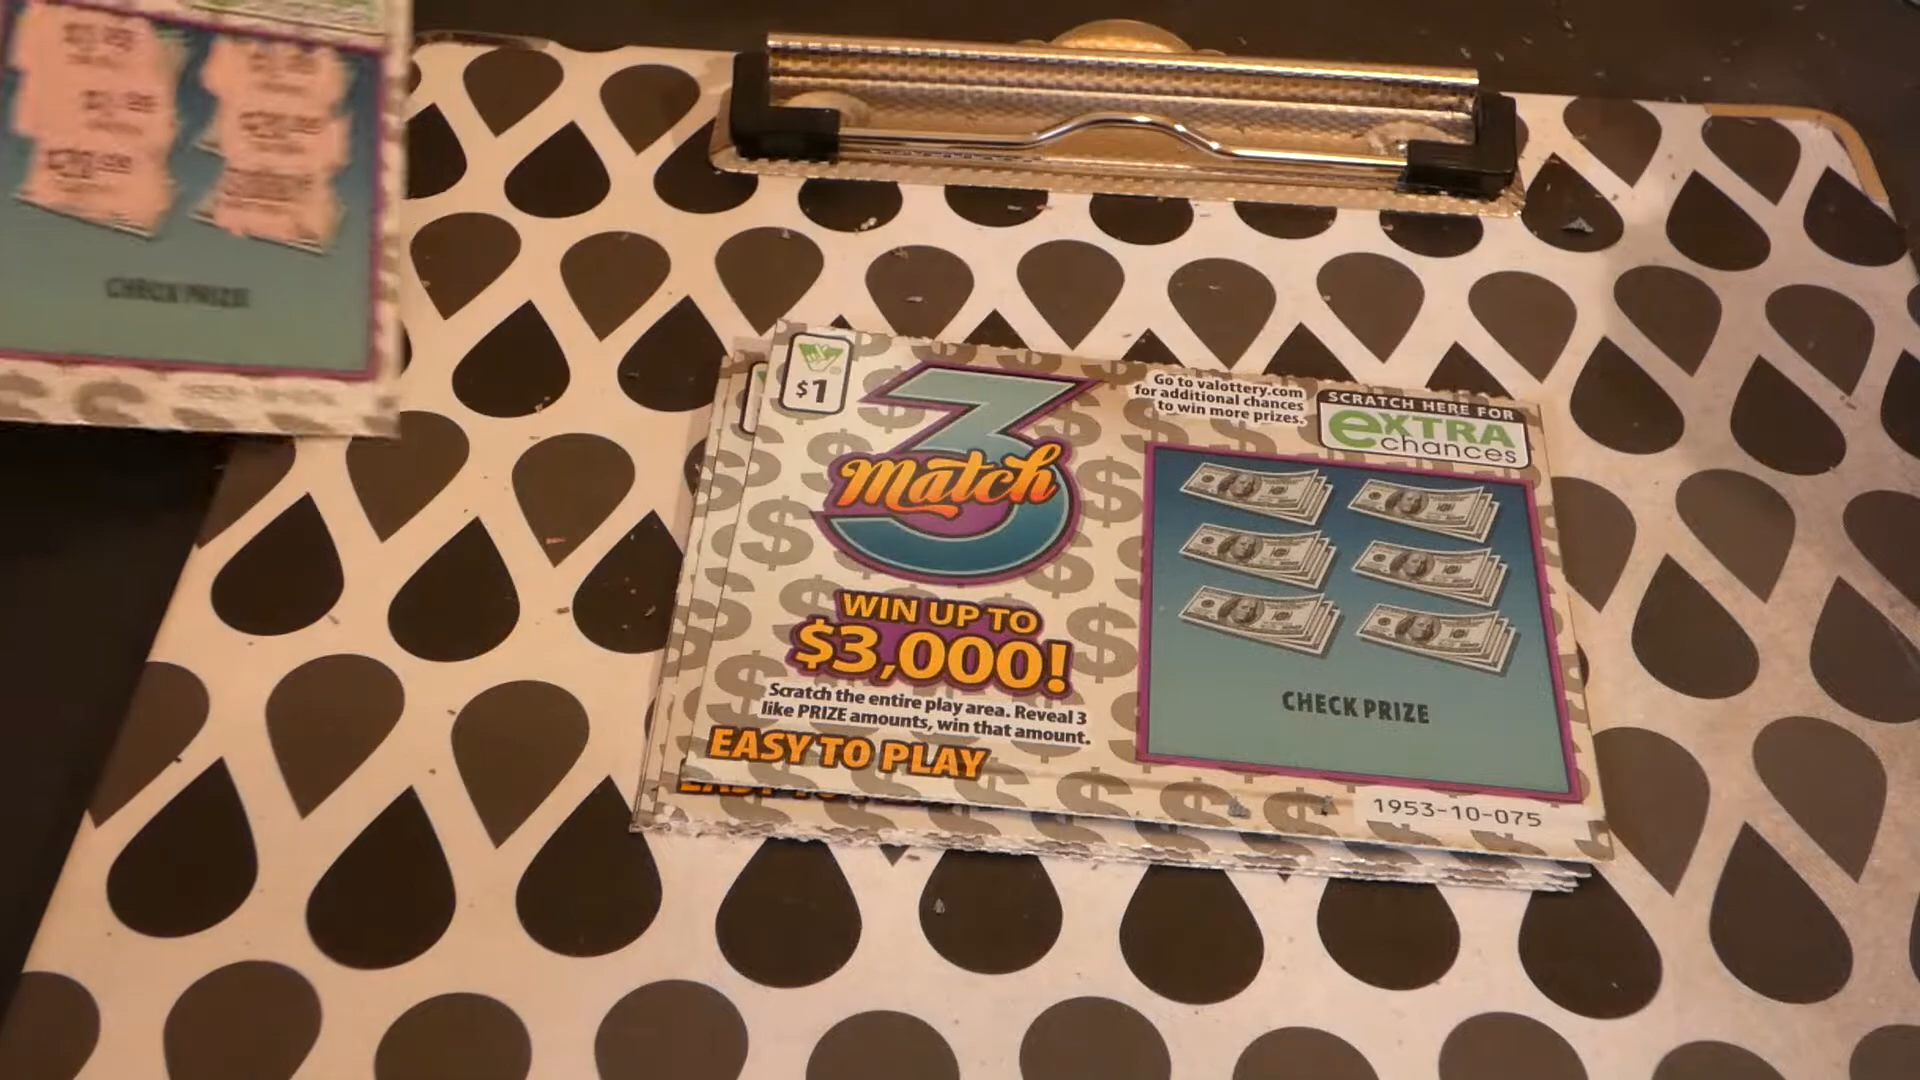 CHECK PRIZE
$1
3
Match
WIN UP TO
$3,000!
Scratch the entire play area. Reveal 3
like PRIZE amounts, win that amount.
EASY TO PLAY
Go to valottery.com
for additional chances
to win more prizes.
SCRATCH HERE FOR
eXTRA
chances
CHECK PRIZE
1953-10-075